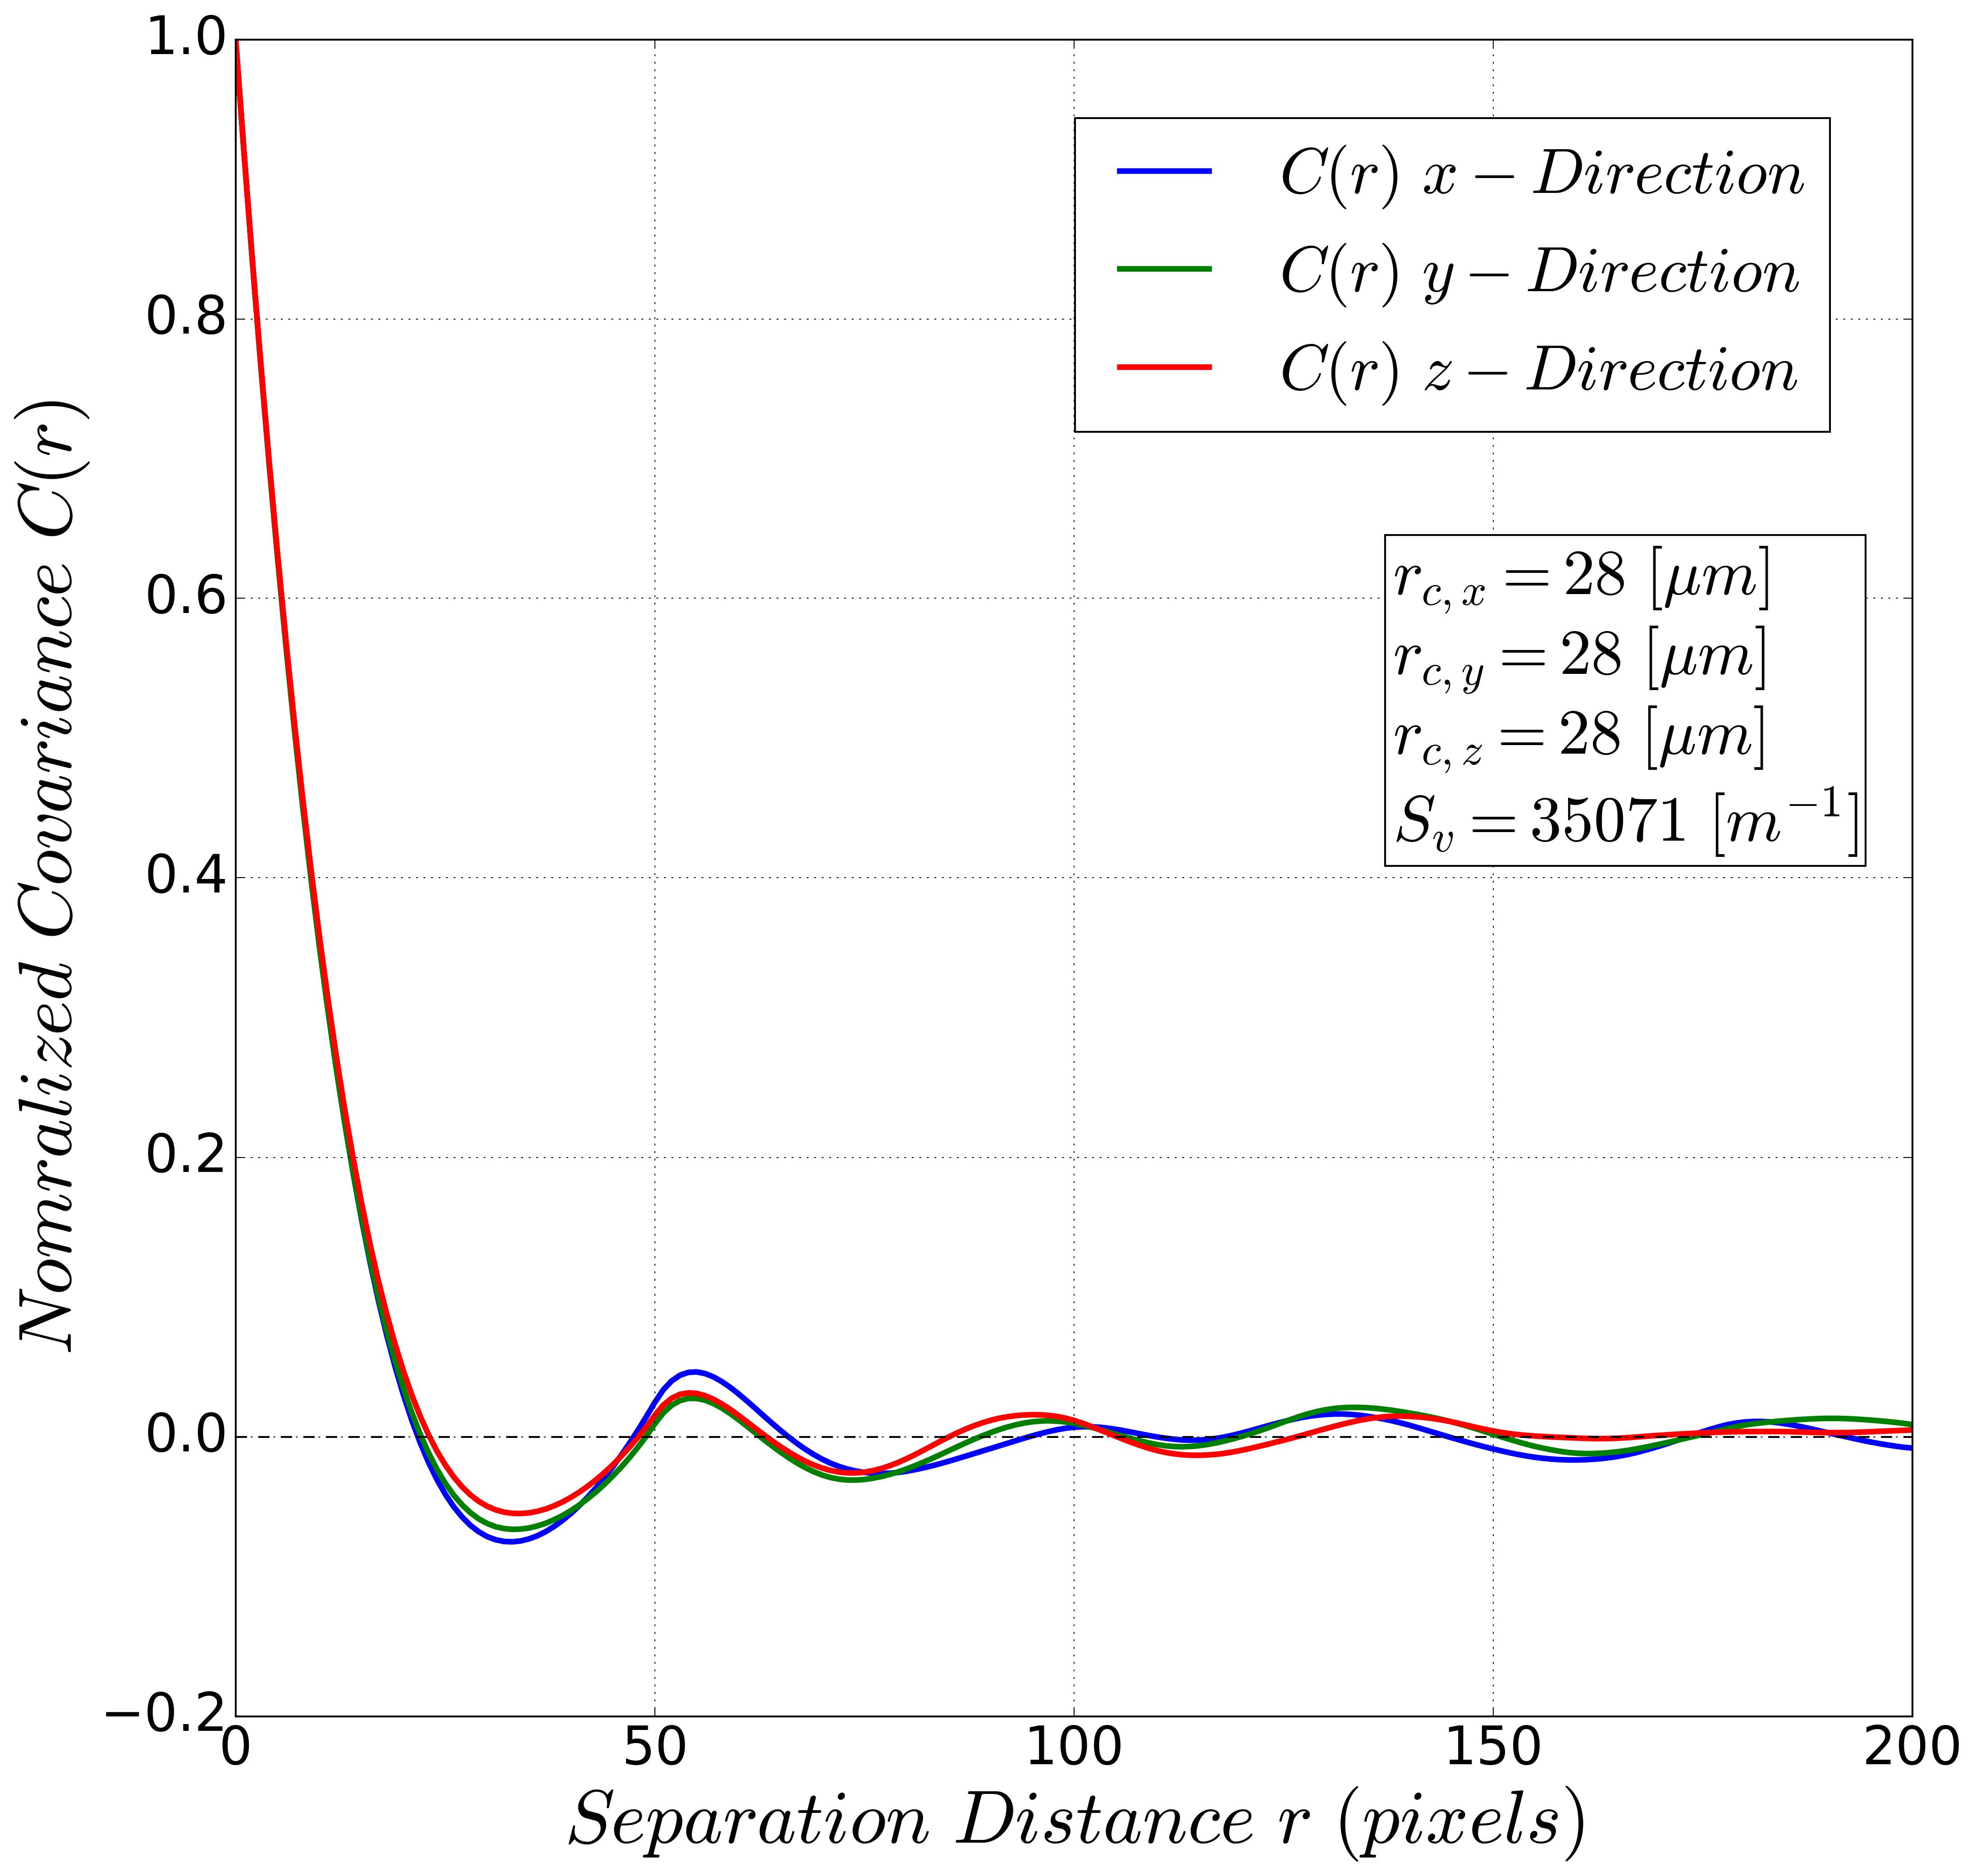 Nomralized Covariance C(r)
1.0
0.8
0.6
0.4
0.2
0.0
−0.2
C(r) x − Direction
C(r) y − Direction
C(r) z − Direction
r_{c,x} = 28 [μm]
r_{c,y} = 28 [μm]
r_{c,z} = 28 [μm]
S_v = 35071 [m^{−1}]
0 50 100 150 200
Separation Distance r (pixels)